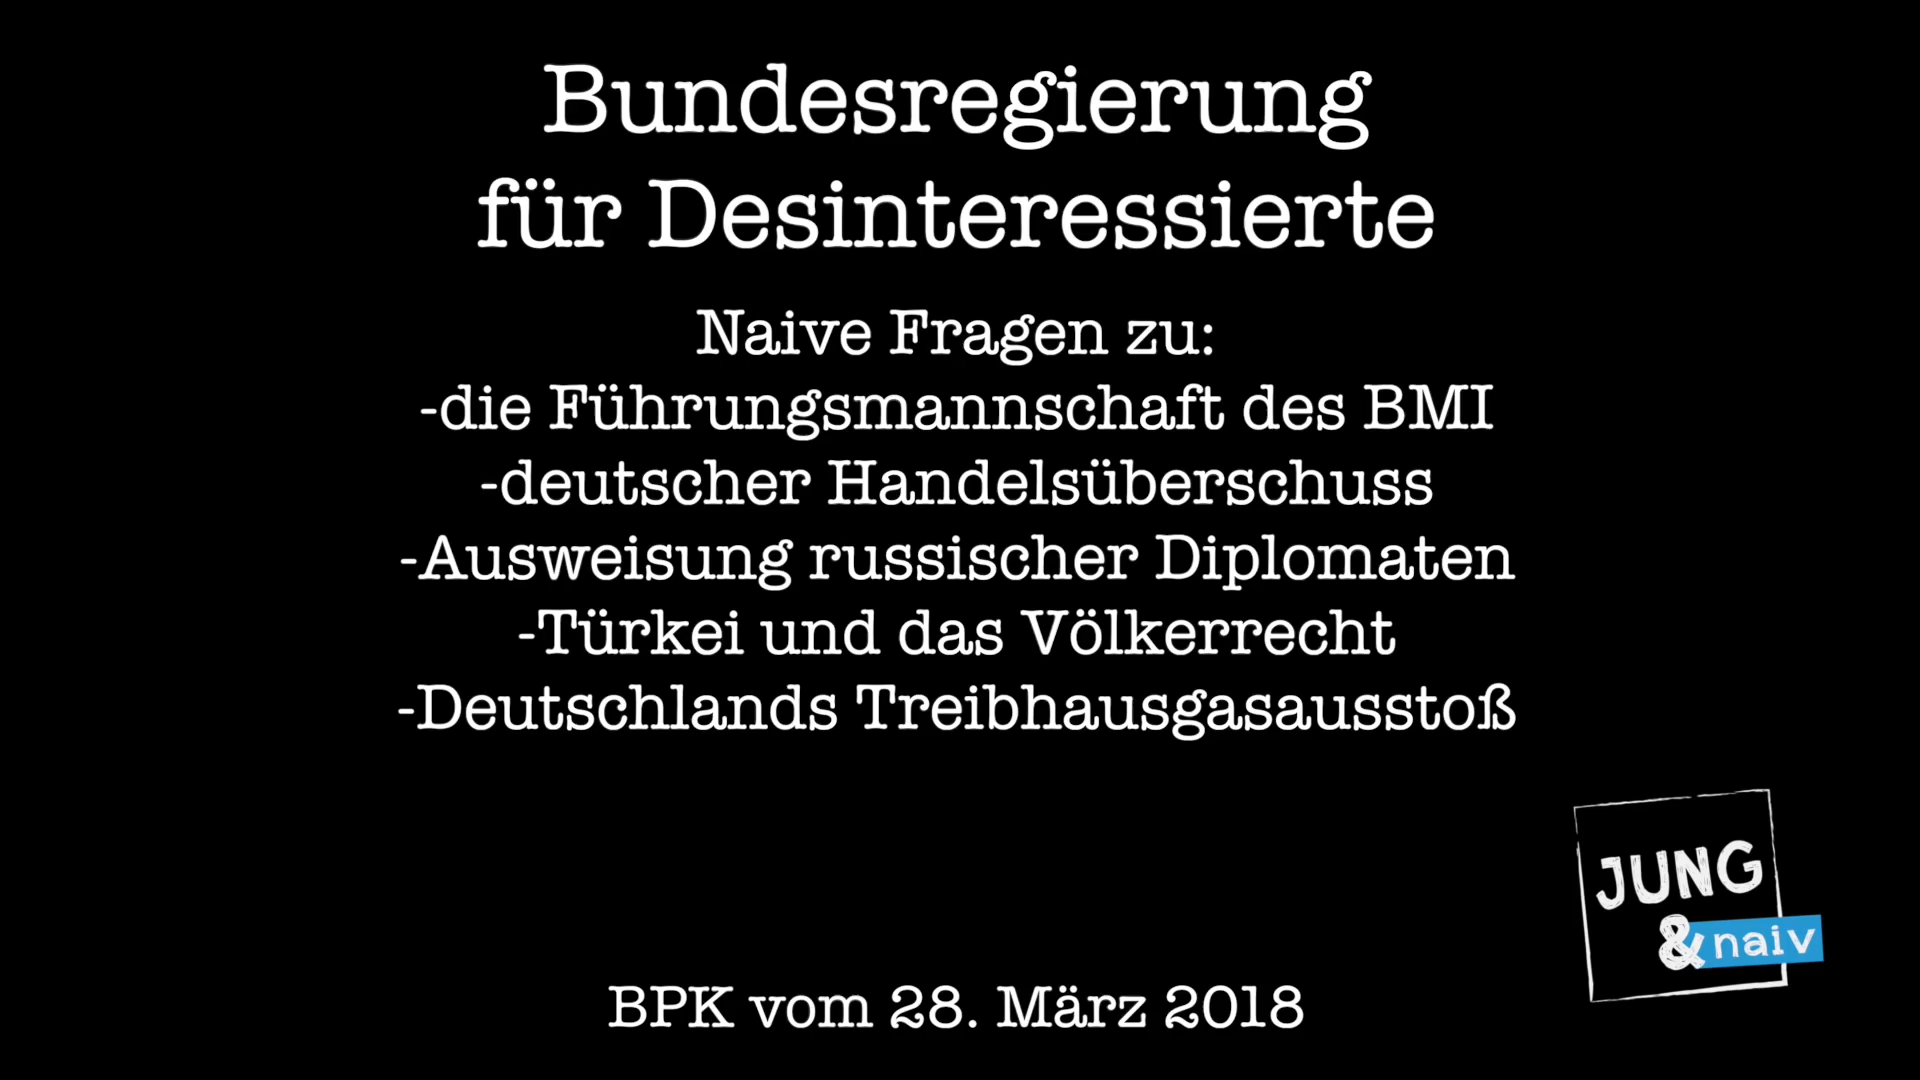 Bundesregierung
für Desinteressierte
Naive Fragen zu:
-die Führungsmannschaft des BMI
-deutscher Handelsüberschuss
-Ausweisung russischer Diplomaten
-Türkei und das Völkerrecht
-Deutschlands Treibhausgasausstoß
JUNG
&naiv
BPK vom 28. März 2018